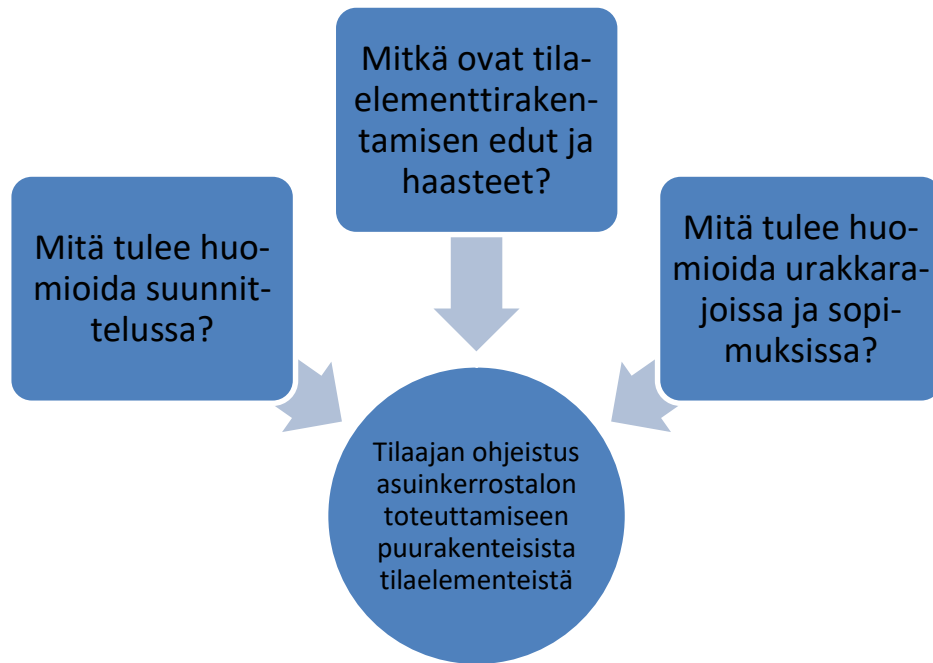 Mitkä ovat tila-
elementtiraken-
tamisen edut ja
haasteet?
Mitä tulee huo-
mioida suunnit-
telussa?
Mitä tulee huo-
mioida urakkara-
joissa ja sopi-
muksissa?
Tilaajan ohjeistus
asuinkerrostalon
toteuttamiseen
puurakenteisista
tilaelementeistä